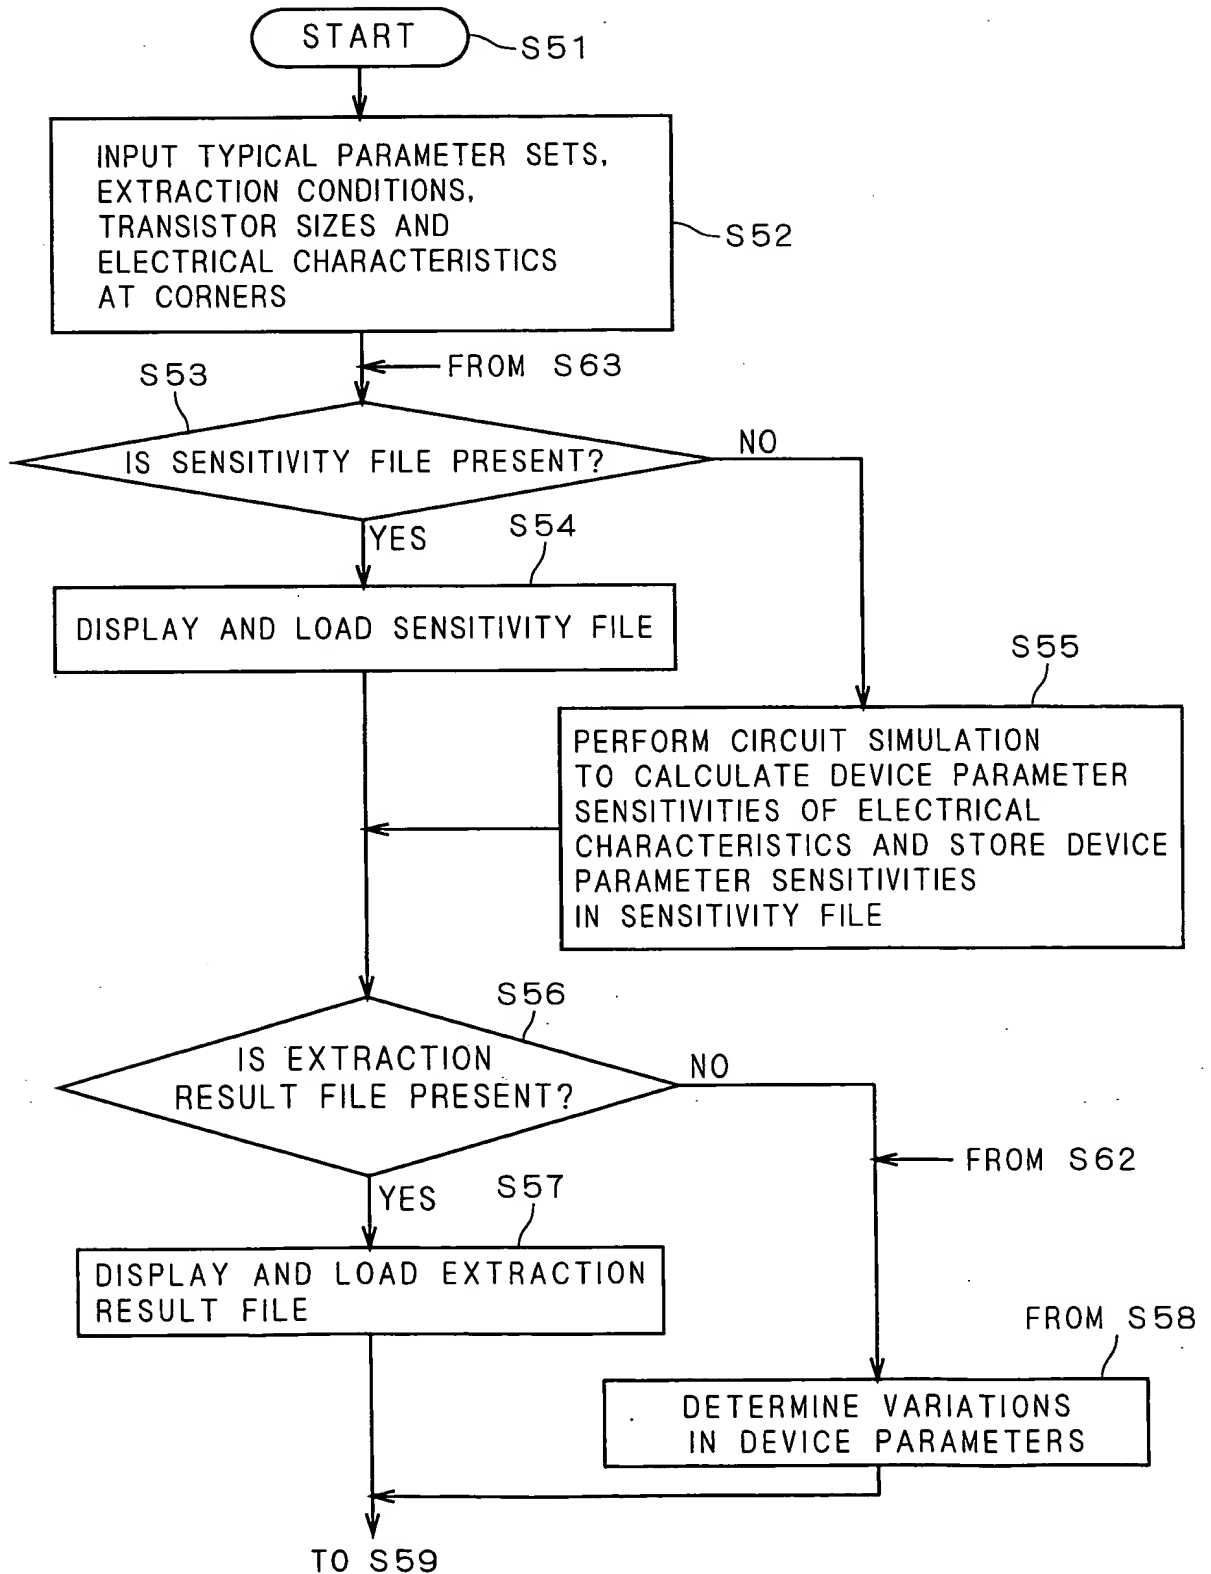 START
S51
INPUT TYPICAL PARAMETER SETS,
EXTRACTION CONDITIONS,
TRANSISTOR SIZES AND
ELECTRICAL CHARACTERISTICS
AT CORNERS
S52
FROM S63
S53
IS SENSITIVITY FILE PRESENT?
NO
YES
S54
DISPLAY AND LOAD SENSITIVITY FILE
S55
PERFORM CIRCUIT SIMULATION
TO CALCULATE DEVICE PARAMETER
SENSITIVITIES OF ELECTRICAL
CHARACTERISTICS AND STORE DEVICE
PARAMETER SENSITIVITIES
IN SENSITIVITY FILE
S56
IS EXTRACTION
RESULT FILE PRESENT?
NO
FROM S62
YES
S57
DISPLAY AND LOAD EXTRACTION
RESULT FILE
FROM S58
DETERMINE VARIATIONS
IN DEVICE PARAMETERS
TO S59